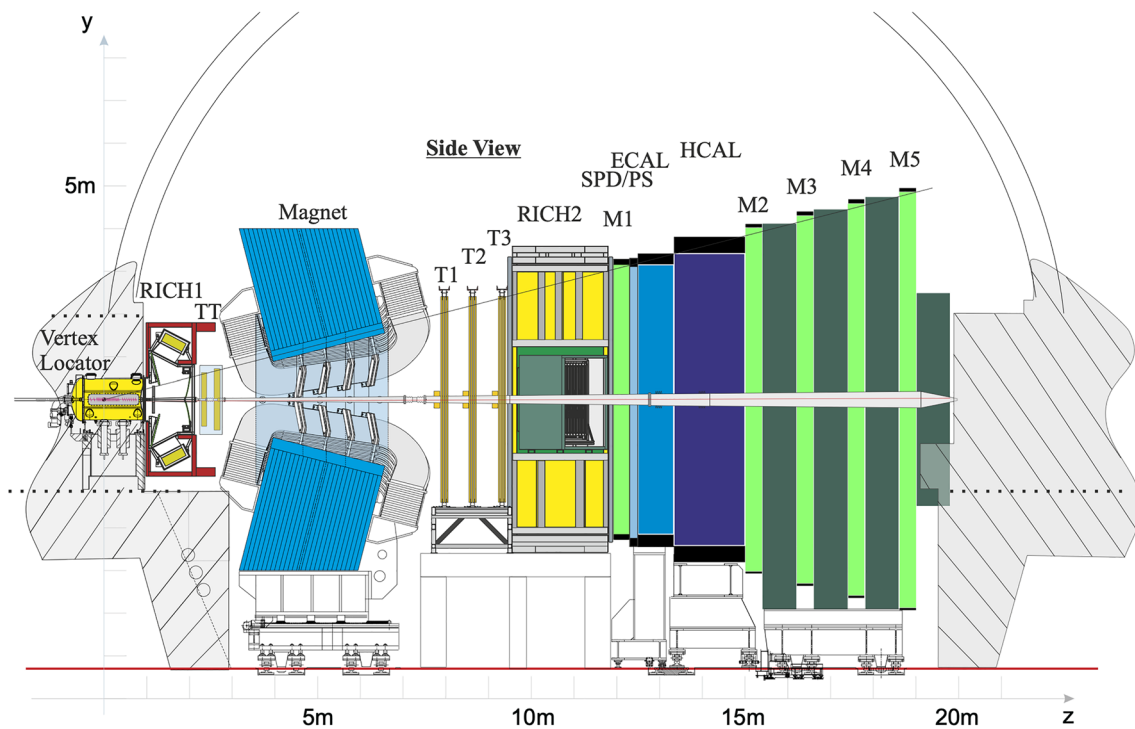 y
Side View
ECAL
HCAL
SPD/PS
M5
M4
M3
M2
5m
Magnet
RICH2
M1
T3
T2
T1
RICH1
TT
Vertex
Locator
5m
10m
15m
20m
z